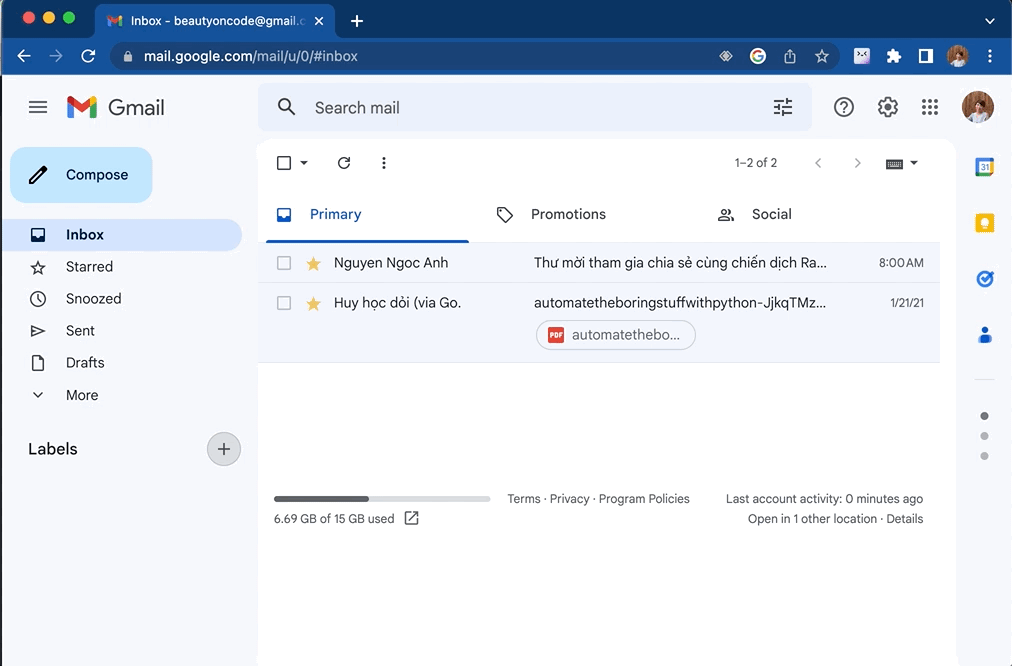 Inbox - beautyoncode@gmail.c
mail.google.com/mail/u/0/#inbox
Gmail
Search mail
Compose
1–2 of 2
Primary
Promotions
Social
Inbox
Starred
Snoozed
Sent
Drafts
More
Labels
Nguyen Ngoc Anh Thư mời tham gia chia sẻ cùng chiến dịch Ra... 8:00 AM
Huy học dỏi (via Go. automatetheboringstuffwithpython-JjkqTMz... 1/21/21
PDF automatethebo...
31
Terms · Privacy · Program Policies
Last account activity: 0 minutes ago
6.69 GB of 15 GB used
Open in 1 other location · Details